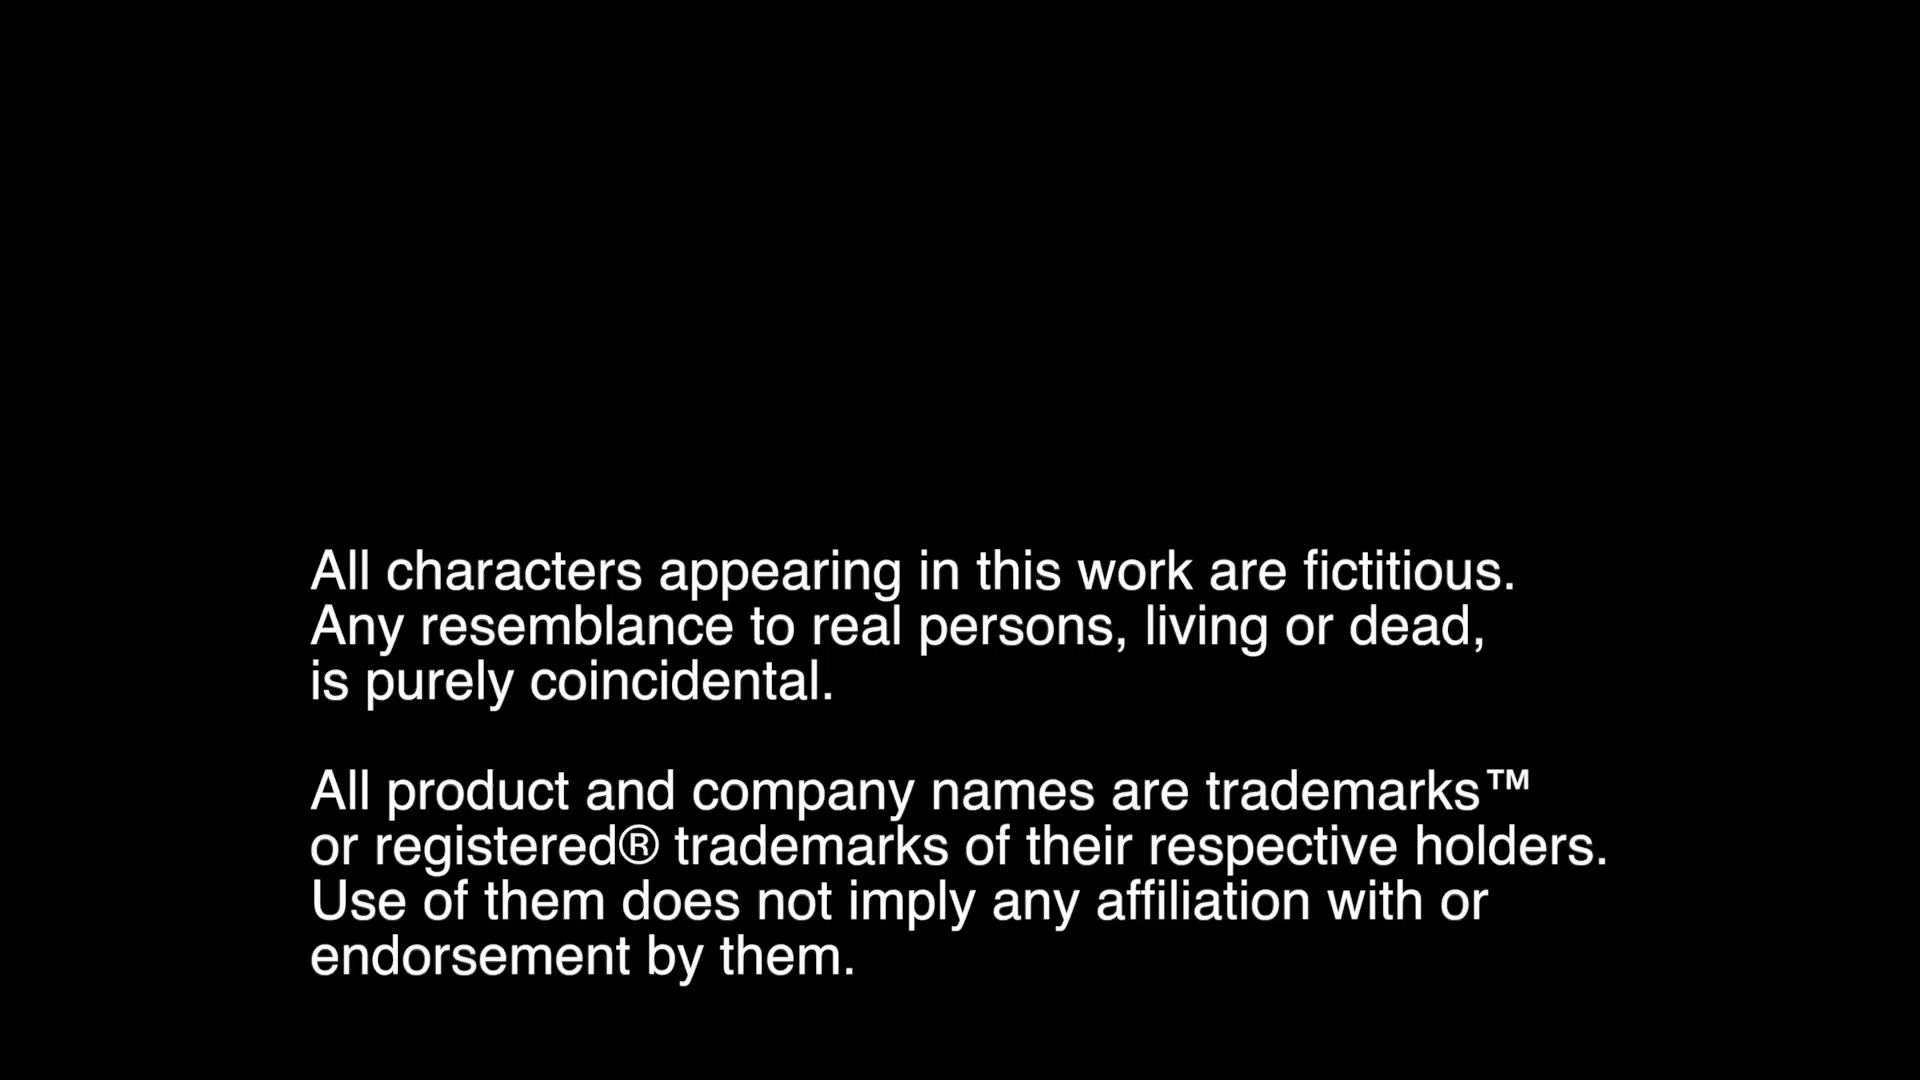 All characters appearing in this work are fictitious.
Any resemblance to real persons, living or dead,
is purely coincidental.
All product and company names are trademarks™
or registered® trademarks of their respective holders.
Use of them does not imply any affiliation with or
endorsement by them.